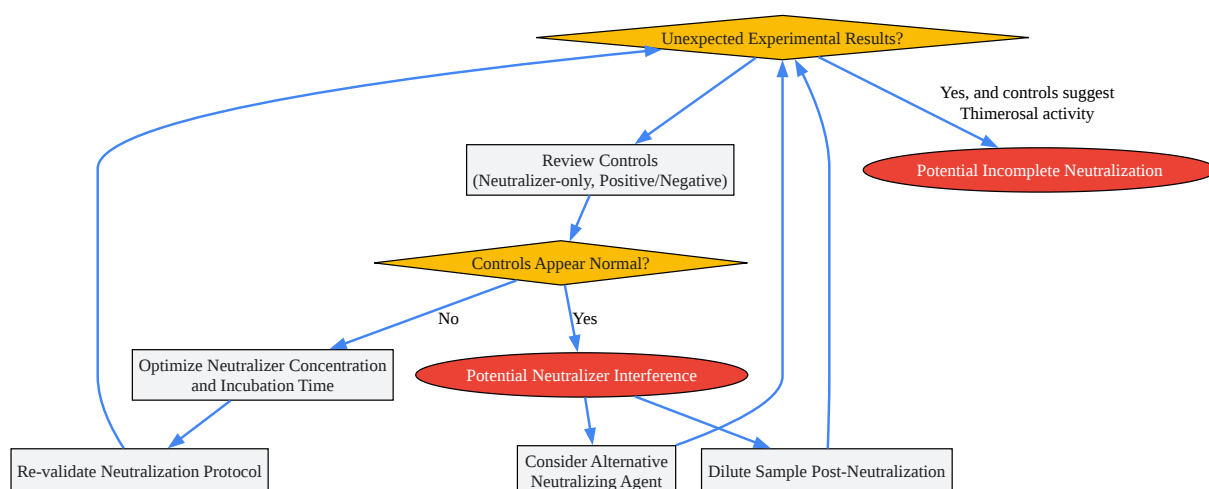 Unexpected Experimental Results?
Yes, and controls suggest
Thimerosal activity
Review Controls
(Neutralizer-only, Positive/Negative)
Potential Incomplete Neutralization
Controls Appear Normal?
No
Yes
Optimize Neutralizer Concentration
and Incubation Time
Potential Neutralizer Interference
Re-validate Neutralization Protocol
Consider Alternative
Neutralizing Agent
Dilute Sample Post-Neutralization